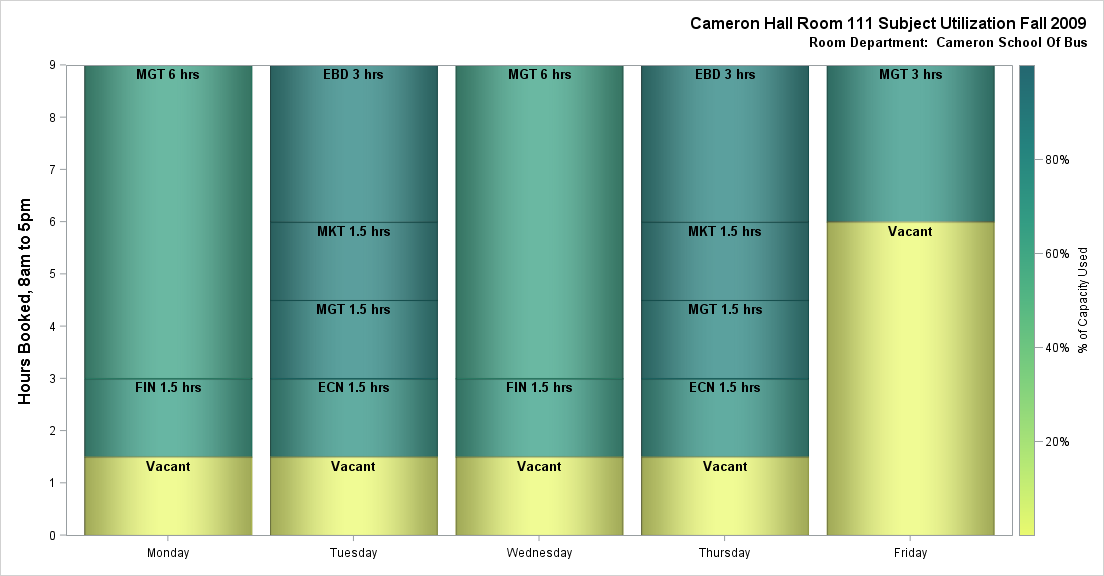 Cameron Hall Room 111 Subject Utilization Fall 2009
Room Department:  Cameron School Of Bus
Hours Booked, 8am to 5pm
9
8
7
6
5
4
3
2
1
0
MGT 6 hrs
FIN 1.5 hrs
Vacant
EBD 3 hrs
MKT 1.5 hrs
MGT 1.5 hrs
ECN 1.5 hrs
Vacant
MGT 6 hrs
FIN 1.5 hrs
Vacant
EBD 3 hrs
MKT 1.5 hrs
MGT 1.5 hrs
ECN 1.5 hrs
Vacant
MGT 3 hrs
Vacant
Monday
Tuesday
Wednesday
Thursday
Friday
80%
60%
40%
20%
% of Capacity Used